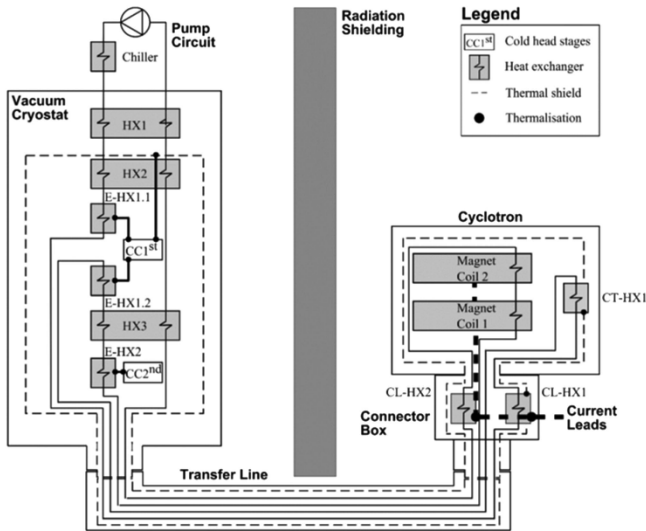 Pump
Circuit
Chiller
Vacuum
Cryostat
HX1
HX2
E-HX1.1
CC1st
E-HX1.2
HX3
E-HX2
CC2nd
Transfer Line
Radiation
Shielding
Legend
CC1st
Cold head stages
Heat exchanger
Thermal shield
Thermalisation
Cyclotron
Magnet
Coil 2
Magnet
Coil 1
CT-HX1
CL-HX2
CL-HX1
Connector
Box
Current
Leads